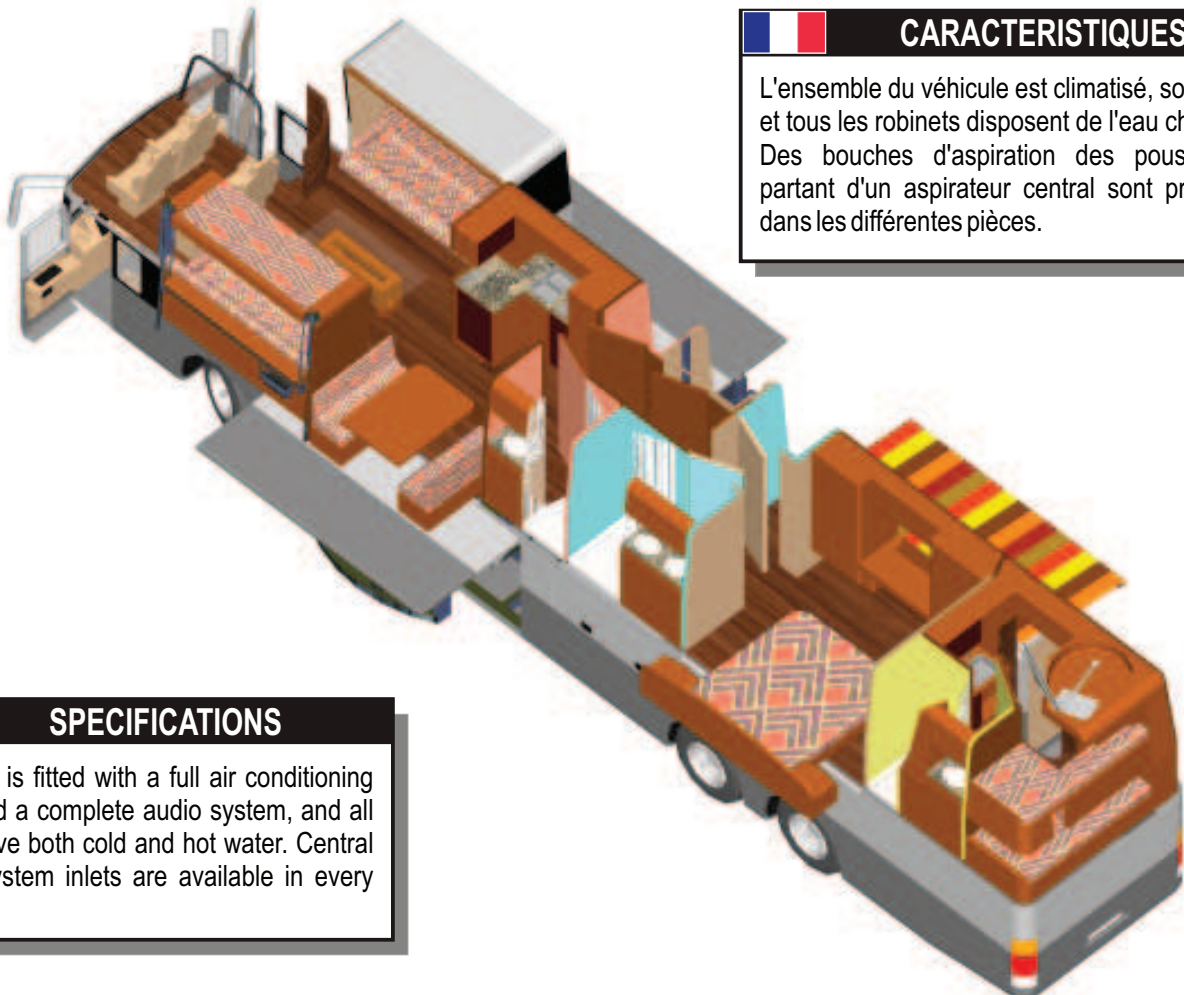 CARACTERISTIQUES
L'ensemble du véhicule est climatisé, so
et tous les robinets disposent de l'eau ch
Des bouches d'aspiration des pous
partant d'un aspirateur central sont pr
dans les différentes pièces.
SPECIFICATIONS
is fitted with a full air conditioning
d a complete audio system, and all
ve both cold and hot water. Central
ystem inlets are available in every